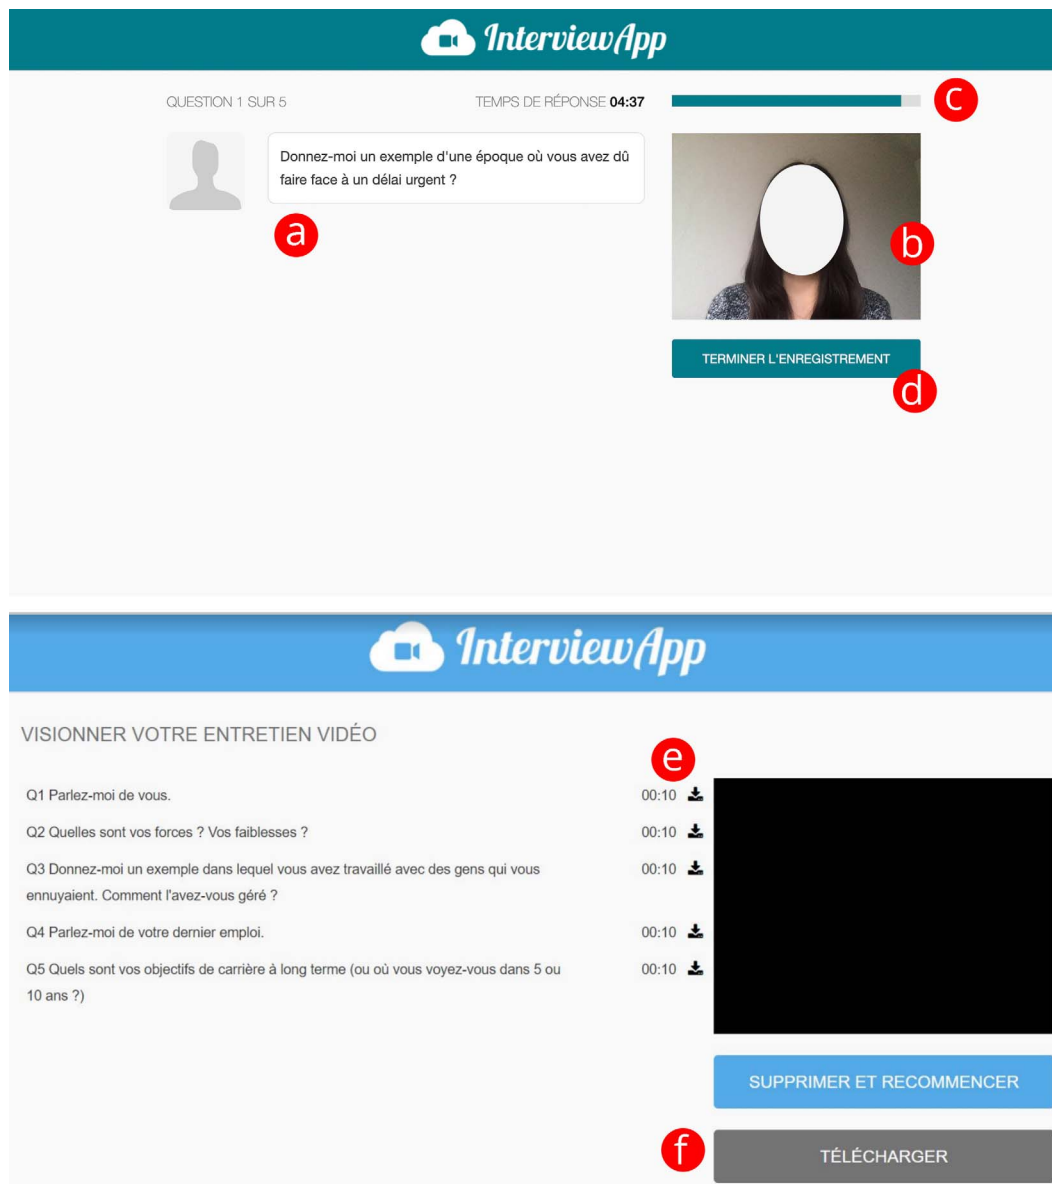 InterviewApp
QUESTION 1 SUR 5
TEMPS DE RÉPONSE 04:37
c
Donnez-moi un exemple d'une époque où vous avez dû
faire face à un délai urgent ?
a
b
TERMINER L'ENREGISTREMENT
d
InterviewApp
VISIONNER VOTRE ENTRETIEN VIDÉO
e
Q1 Parlez-moi de vous. 00:10
Q2 Quelles sont vos forces ? Vos faiblesses ? 00:10
Q3 Donnez-moi un exemple dans lequel vous avez travaillé avec des gens qui vous 00:10
ennuyaient. Comment l'avez-vous géré ?
Q4 Parlez-moi de votre dernier emploi. 00:10
Q5 Quels sont vos objectifs de carrière à long terme (ou où vous voyez-vous dans 5 ou 00:10
10 ans ?)
SUPPRIMER ET RECOMMENCER
f
TÉLÉCHARGER